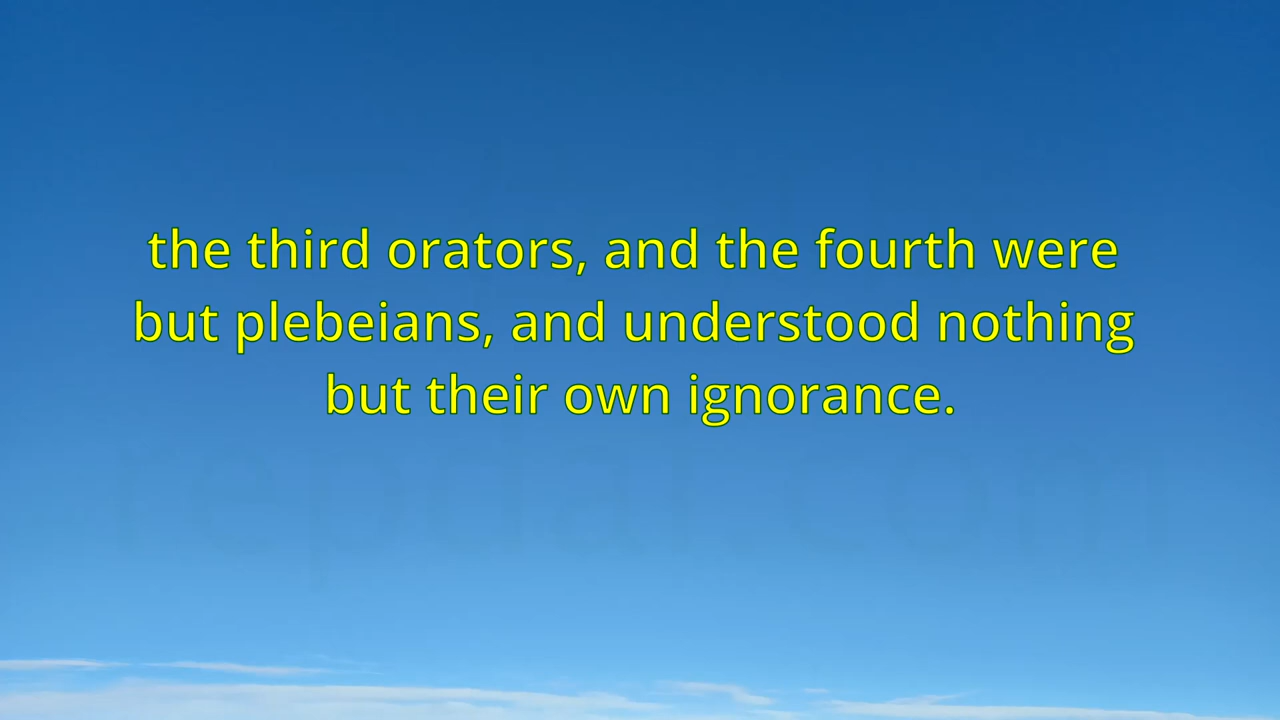 the third orators, and the fourth were
but plebeians, and understood nothing
but their own ignorance.